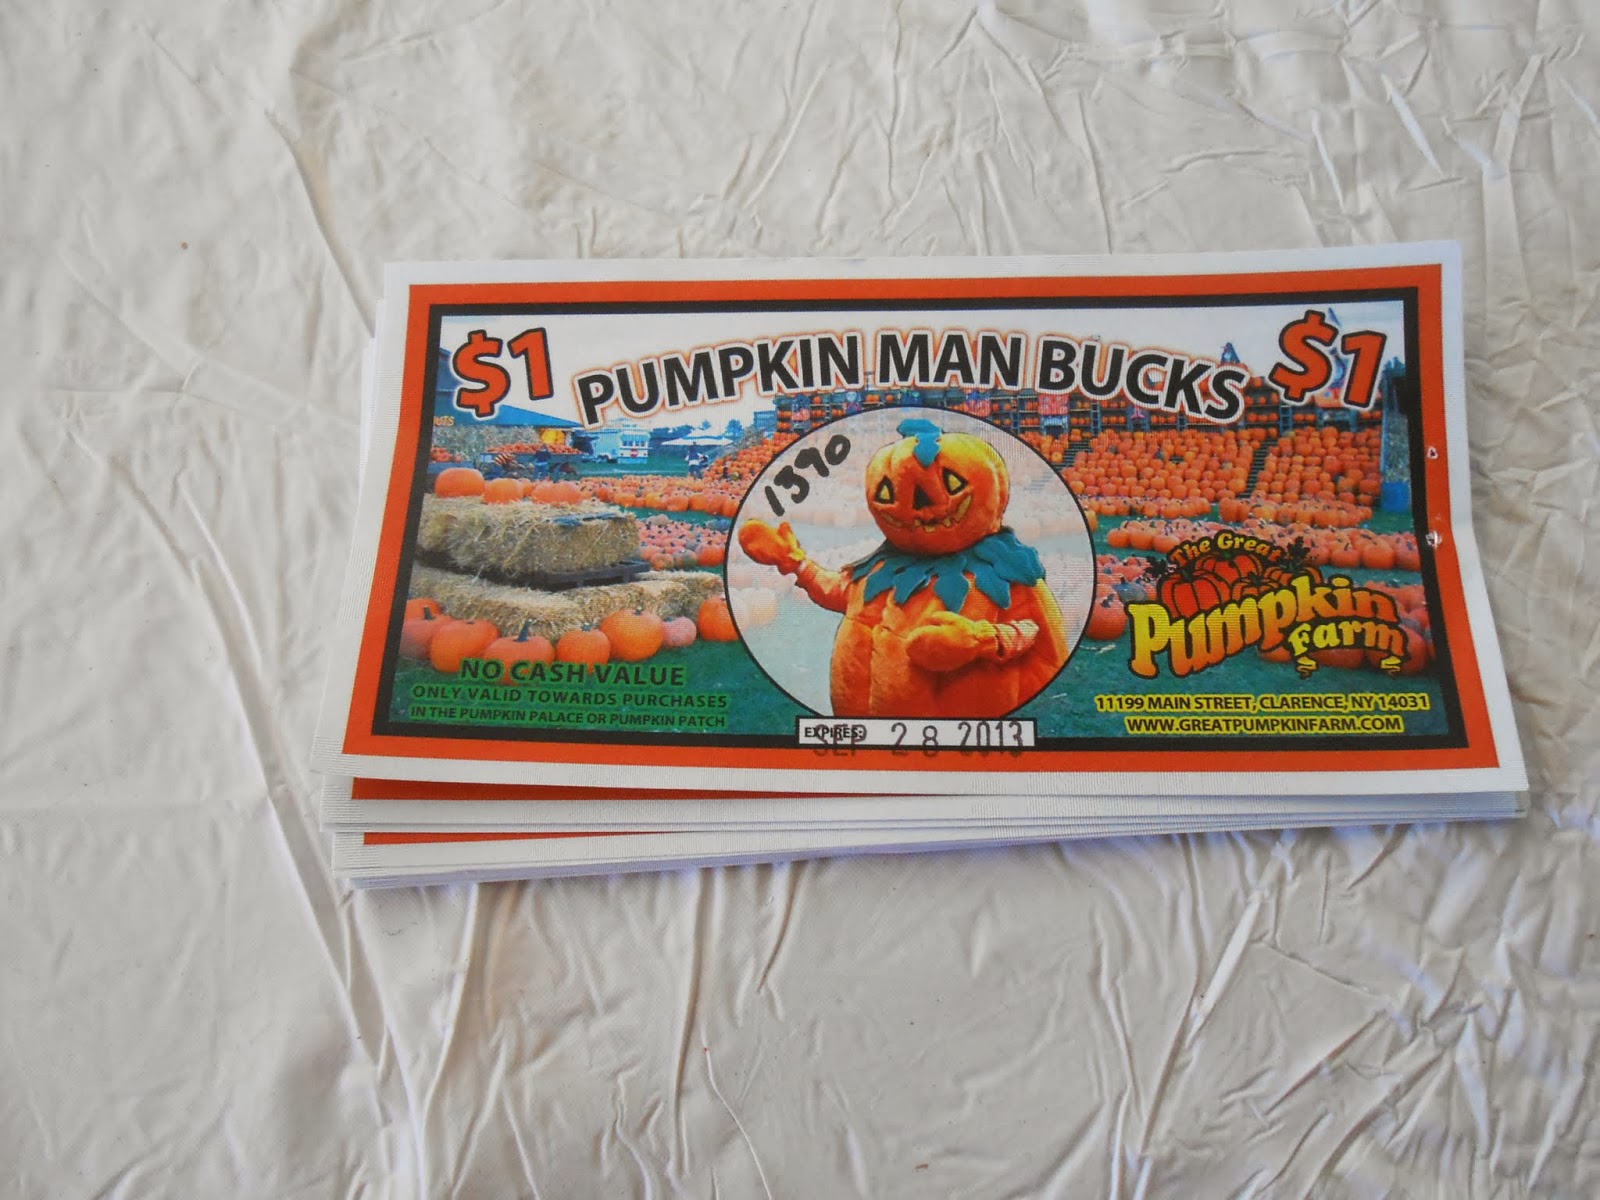 $1 PUMPKIN MAN BUCKS $1
1390
The Great
Pumpkin
Farm
NO CASH VALUE
ONLY VALID TOWARDS PURCHASES
IN THE PUMPKIN PALACE OR PUMPKIN PATCH
11199 MAIN STREET, CLARENCE, NY 14031
WWW.GREATPUMPKINFARM.COM
EXPIRES: SEP 28 2013